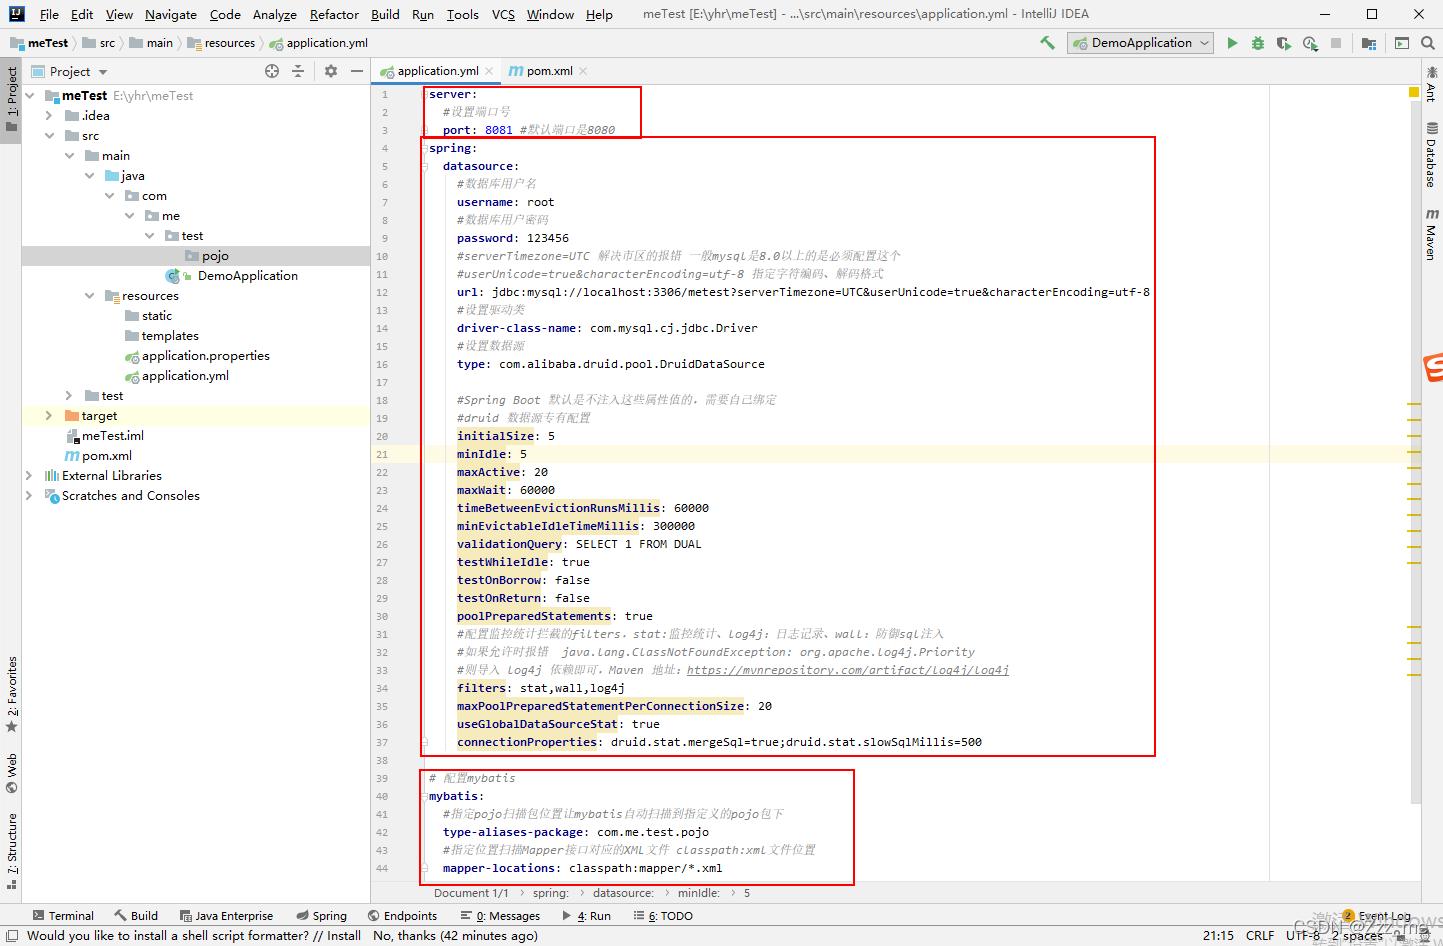 File Edit View Navigate Code Analyze Refactor Build Run Tools VCS Window Help meTest [E:\yhr\meTest] - ...\src\main\resources\application.yml - IntelliJ IDEA
meTest src main resources application.yml DemoApplication
Project application.yml pom.xml
1: Project
meTest E:\yhr\meTest
.idea
src
main
java
com
me
test
pojo
DemoApplication
resources
static
templates
application.properties
application.yml
test
target
meTest.iml
pom.xml
External Libraries
Scratches and Consoles
2: Favorites
Web
7: Structure
1 server:
2 #设置端口号
3 port: 8081 #默认端口是8080
4 spring:
5 datasource:
6 #数据库用户名
7 username: root
8 #数据库用户密码
9 password: 123456
10 #serverTimezone=UTC 解决市区的报错 一般mysql是8.0以上的是必须配置这个
11 #userUnicode=true&characterEncoding=utf-8 指定字符编码、解码格式
12 url: jdbc:mysql://localhost:3306/metest?serverTimezone=UTC&userUnicode=true&characterEncoding=utf-8
13 #设置驱动类
14 driver-class-name: com.mysql.cj.jdbc.Driver
15 #设置数据源
16 type: com.alibaba.druid.pool.DruidDataSource
17
18 #Spring Boot 默认是不注入这些属性值的，需要自己绑定
19 #druid 数据源专有配置
20 initialSize: 5
21 minIdle: 5
22 maxActive: 20
23 maxWait: 60000
24 timeBetweenEvictionRunsMillis: 60000
25 minEvictableIdleTimeMillis: 300000
26 validationQuery: SELECT 1 FROM DUAL
27 testWhileIdle: true
28 testOnBorrow: false
29 testOnReturn: false
30 poolPreparedStatements: true
31 #配置监控统计拦截的filters，stat:监控统计、log4j：日志记录、wall：防御sql注入
32 #如果允许时报错 java.lang.ClassNotFoundException: org.apache.log4j.Priority
33 #则导入 log4j 依赖即可，Maven 地址：https://mvnrepository.com/artifact/log4j/log4j
34 filters: stat,wall,log4j
35 maxPoolPreparedStatementPerConnectionSize: 20
36 useGlobalDataSourceStat: true
37 connectionProperties: druid.stat.mergeSql=true;druid.stat.slowSqlMillis=500
38
39 # 配置mybatis
40 mybatis:
41 #指定pojo扫描包位置让mybatis自动扫描到指定义的pojo包下
42 type-aliases-package: com.me.test.pojo
43 #指定位置扫描Mapper接口对应的XML文件 classpath:xml文件位置
44 mapper-locations: classpath:mapper/*.xml
Document 1/1 spring: datasource: minIdle: 5
Ant
Database
Maven
Terminal Build Java Enterprise Spring Endpoints 0: Messages 4: Run 6: TODO 2 Event Log
Would you like to install a shell script formatter? // Install No, thanks (42 minutes ago) 21:15 CRLF UTF-8 2 spaces